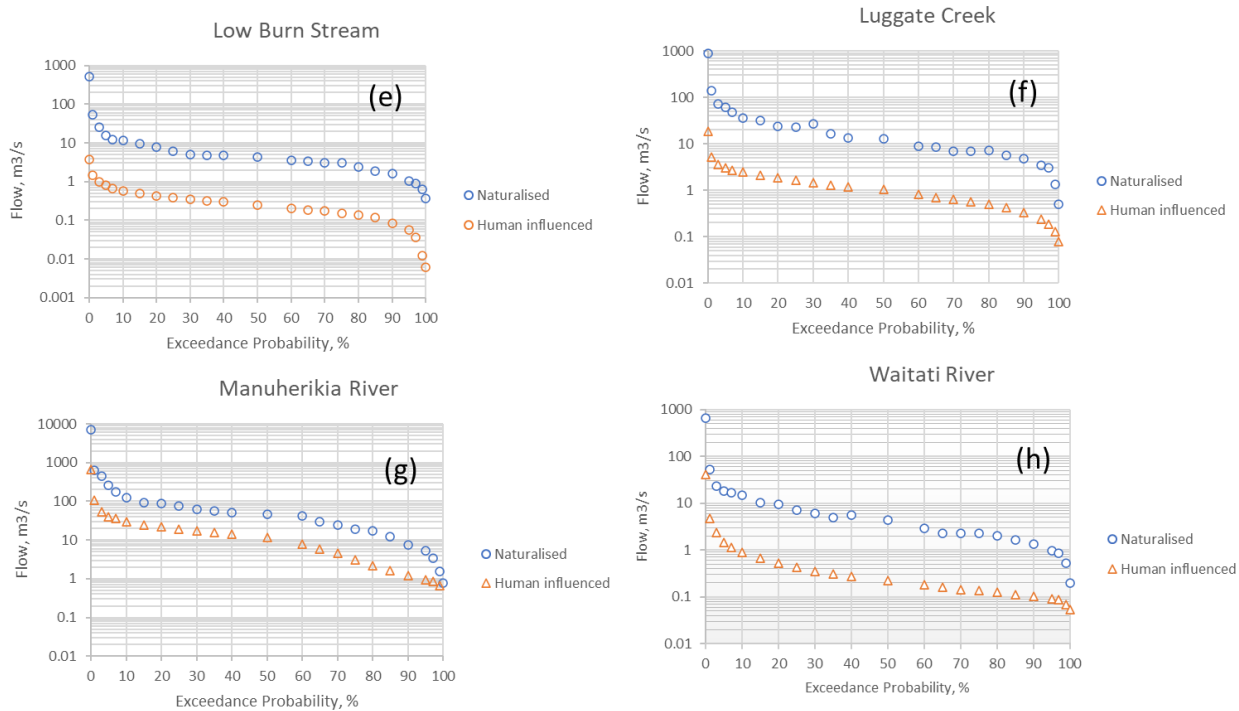 Low Burn Stream
(e)
1000
100
10
1
0.1
0.01
0.001
Flow, m3/s
0 10 20 30 40 50 60 70 80 90 100
Exceedance Probability, %
Naturalised
Human influenced
Luggate Creek
(f)
1000
100
10
1
0.1
0.01
Flow, m3/s
0 10 20 30 40 50 60 70 80 90 100
Exceedance Probability, %
Naturalised
Human influenced
Manuherikia River
(g)
10000
1000
100
10
1
0.1
0.01
Flow, m3/s
0 10 20 30 40 50 60 70 80 90 100
Exceedance Probability, %
Naturalised
Human influenced
Waitati River
(h)
1000
100
10
1
0.1
0.01
Flow, m3/s
0 10 20 30 40 50 60 70 80 90 100
Exceedance Probability, %
Naturalised
Human influenced